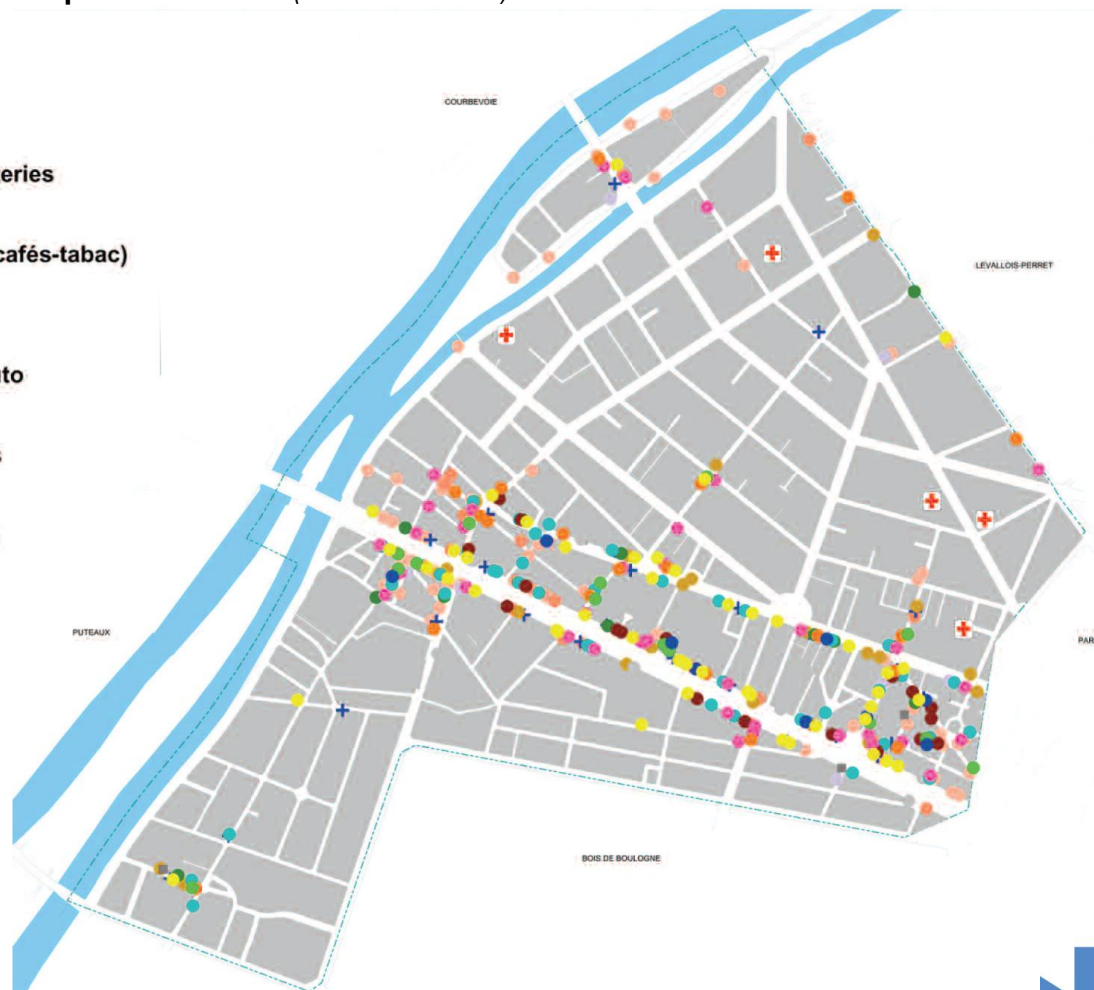 COURBEVOIE
eries
cafés-tabac)
LEVALLOIS-PERRET
to
s
PUTEAUX
PAR
BOIS DE BOULOGNE